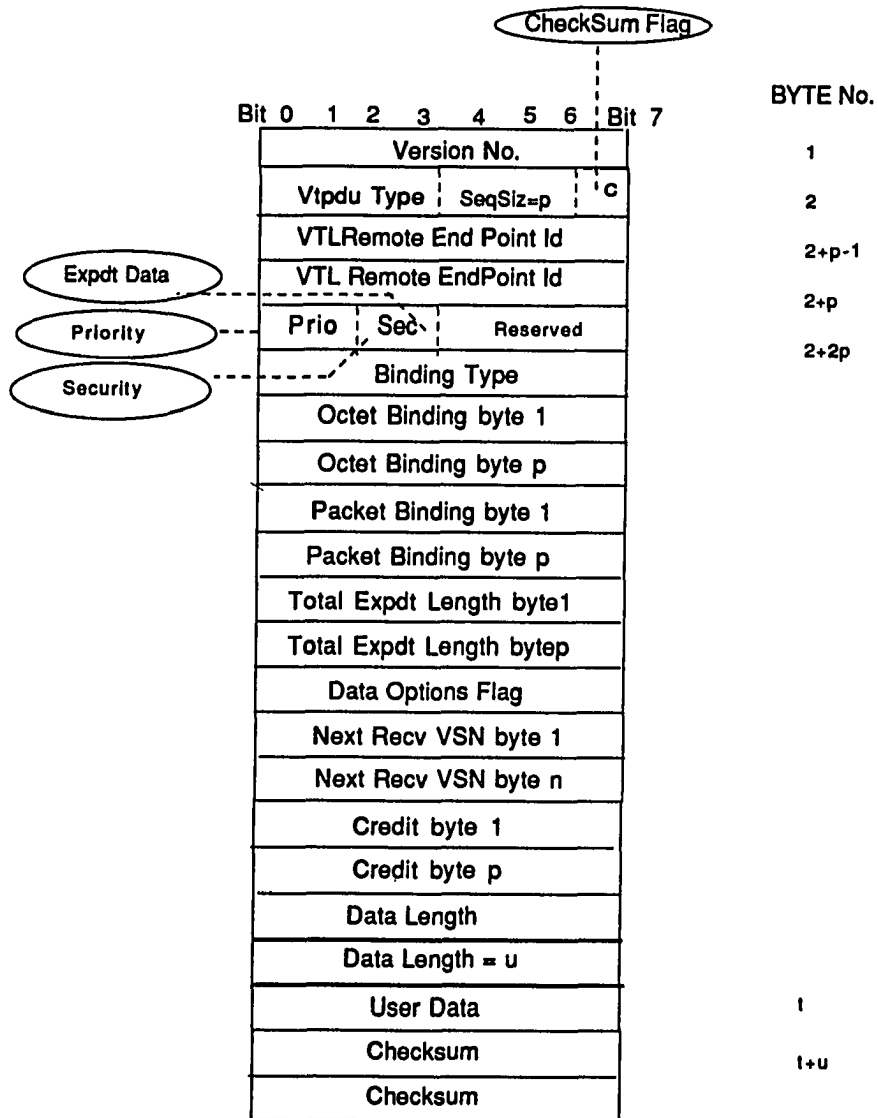 CheckSum Flag
BYTE No.
Bit 0 1 2 3 4 5 6 Bit 7
Version No. 1
Vtpdu Type SeqSiz=p C 2
VTLRemote End Point Id 2+p-1
Expdt Data VTL Remote EndPoint Id 2+p
Priority Prio Sec Reserved 2+2p
Security Binding Type
Octet Binding byte 1
Octet Binding byte p
Packet Binding byte 1
Packet Binding byte p
Total Expdt Length byte1
Total Expdt Length bytep
Data Options Flag
Next Recv VSN byte 1
Next Recv VSN byte n
Credit byte 1
Credit byte p
Data Length
Data Length = u
User Data t
Checksum t+u
Checksum